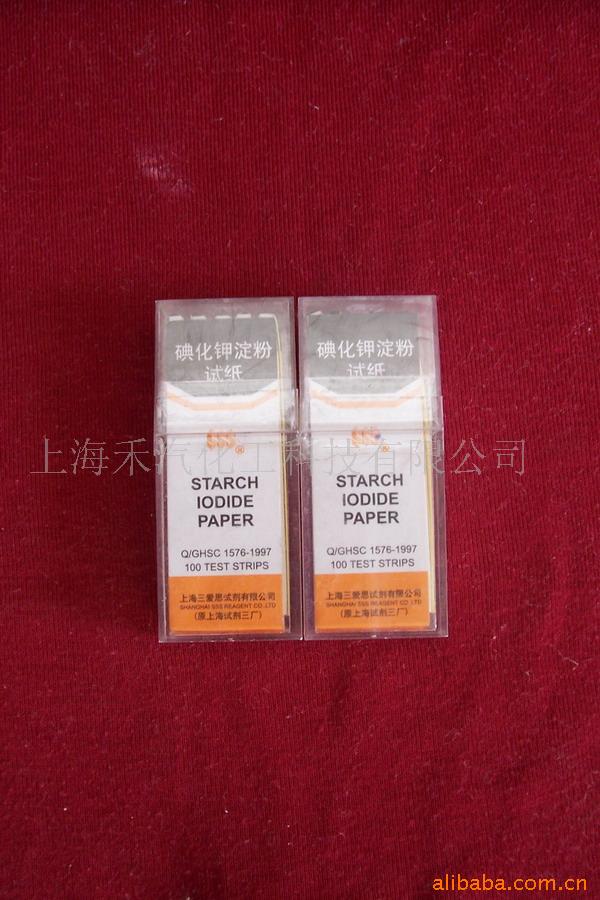 碘化钾淀粉
试纸
SSS®
STARCH
IODIDE
PAPER
Q/GHSC 1576-1997
100 TEST STRIPS
上海三爱思试剂有限公司
SHANGHAI SSS REAGENT CO.,LTD
(原上海试剂三厂)
碘化钾淀粉
试纸
SSS®
STARCH
IODIDE
PAPER
Q/GHSC 1576-1997
100 TEST STRIPS
上海三爱思试剂有限公司
SHANGHAI SSS REAGENT CO.,LTD
(原上海试剂三厂)
上海禾汽化工科技有限公司
alibaba.com.cn